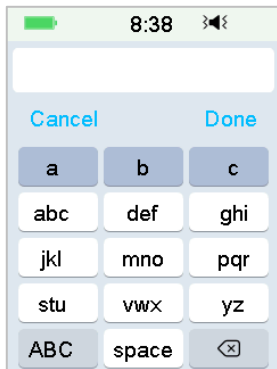 8:38
Cancel Done
a b c
abc def ghi
jkl mno pqr
stu vwx yz
ABC space